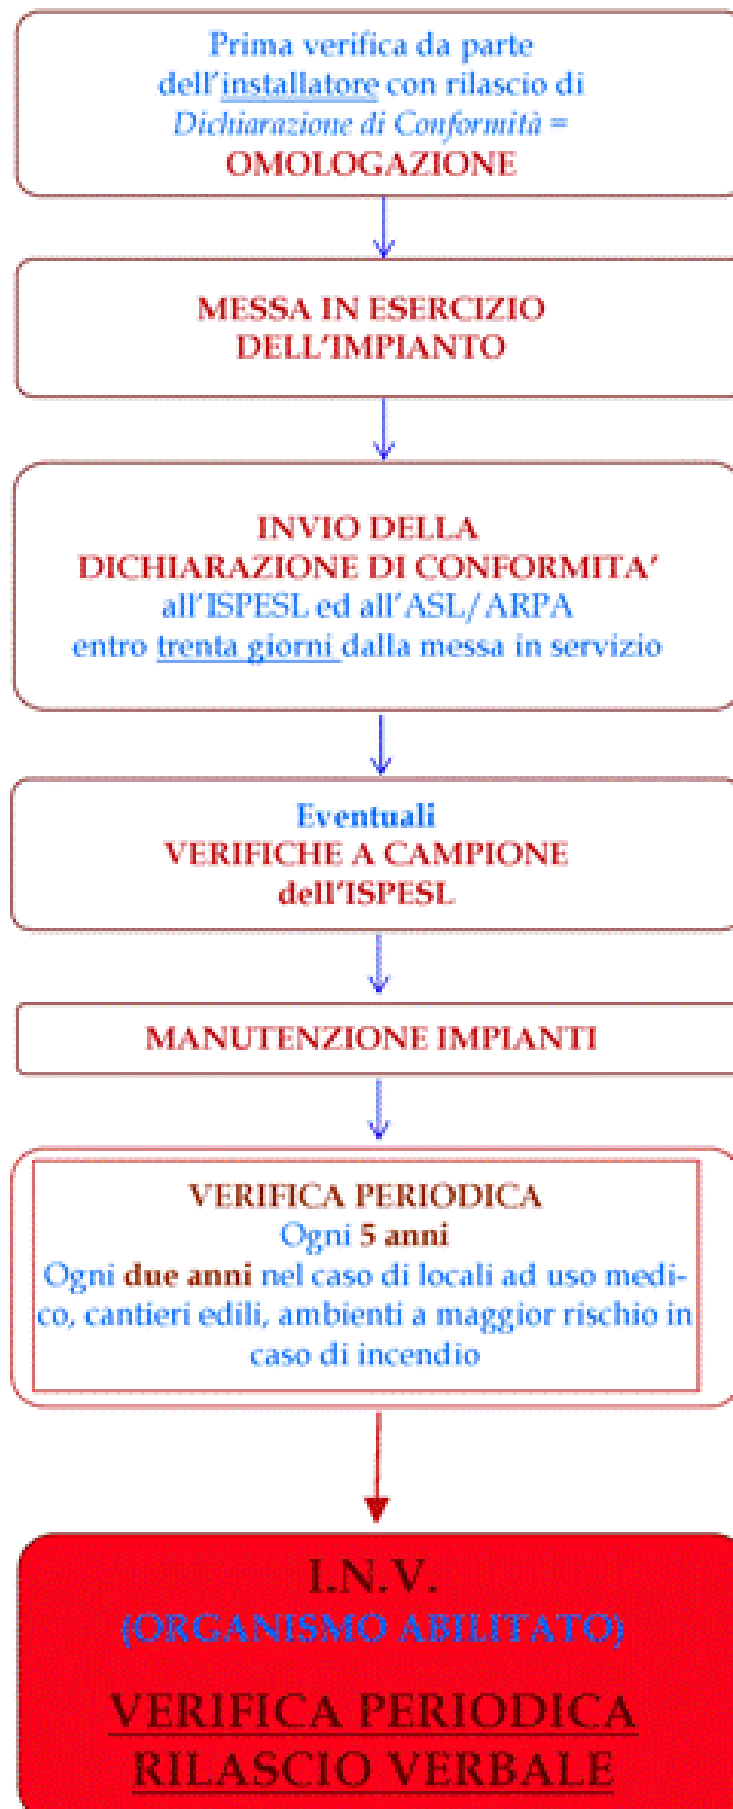 Prima verifica da parte
dell'installatore con rilascio di
Dichiarazione di Conformità =
OMOLOGAZIONE
MESSA IN ESERCIZIO
DELL'IMPIANTO
INVIO DELLA
DICHIARAZIONE DI CONFORMITA'
all'ISPESL ed all'ASL/ARPA
entro trenta giorni dalla messa in servizio
Eventuali
VERIFICHE A CAMPIONE
dell'ISPESL
MANUTENZIONE IMPIANTI
VERIFICA PERIODICA
Ogni 5 anni
Ogni due anni nel caso di locali ad uso medi-
co, cantieri edili, ambienti a maggior rischio in
caso di incendio
I.N.V.
(ORGANISMO ABILITATO)
VERIFICA PERIODICA
RILASCIO VERBALE